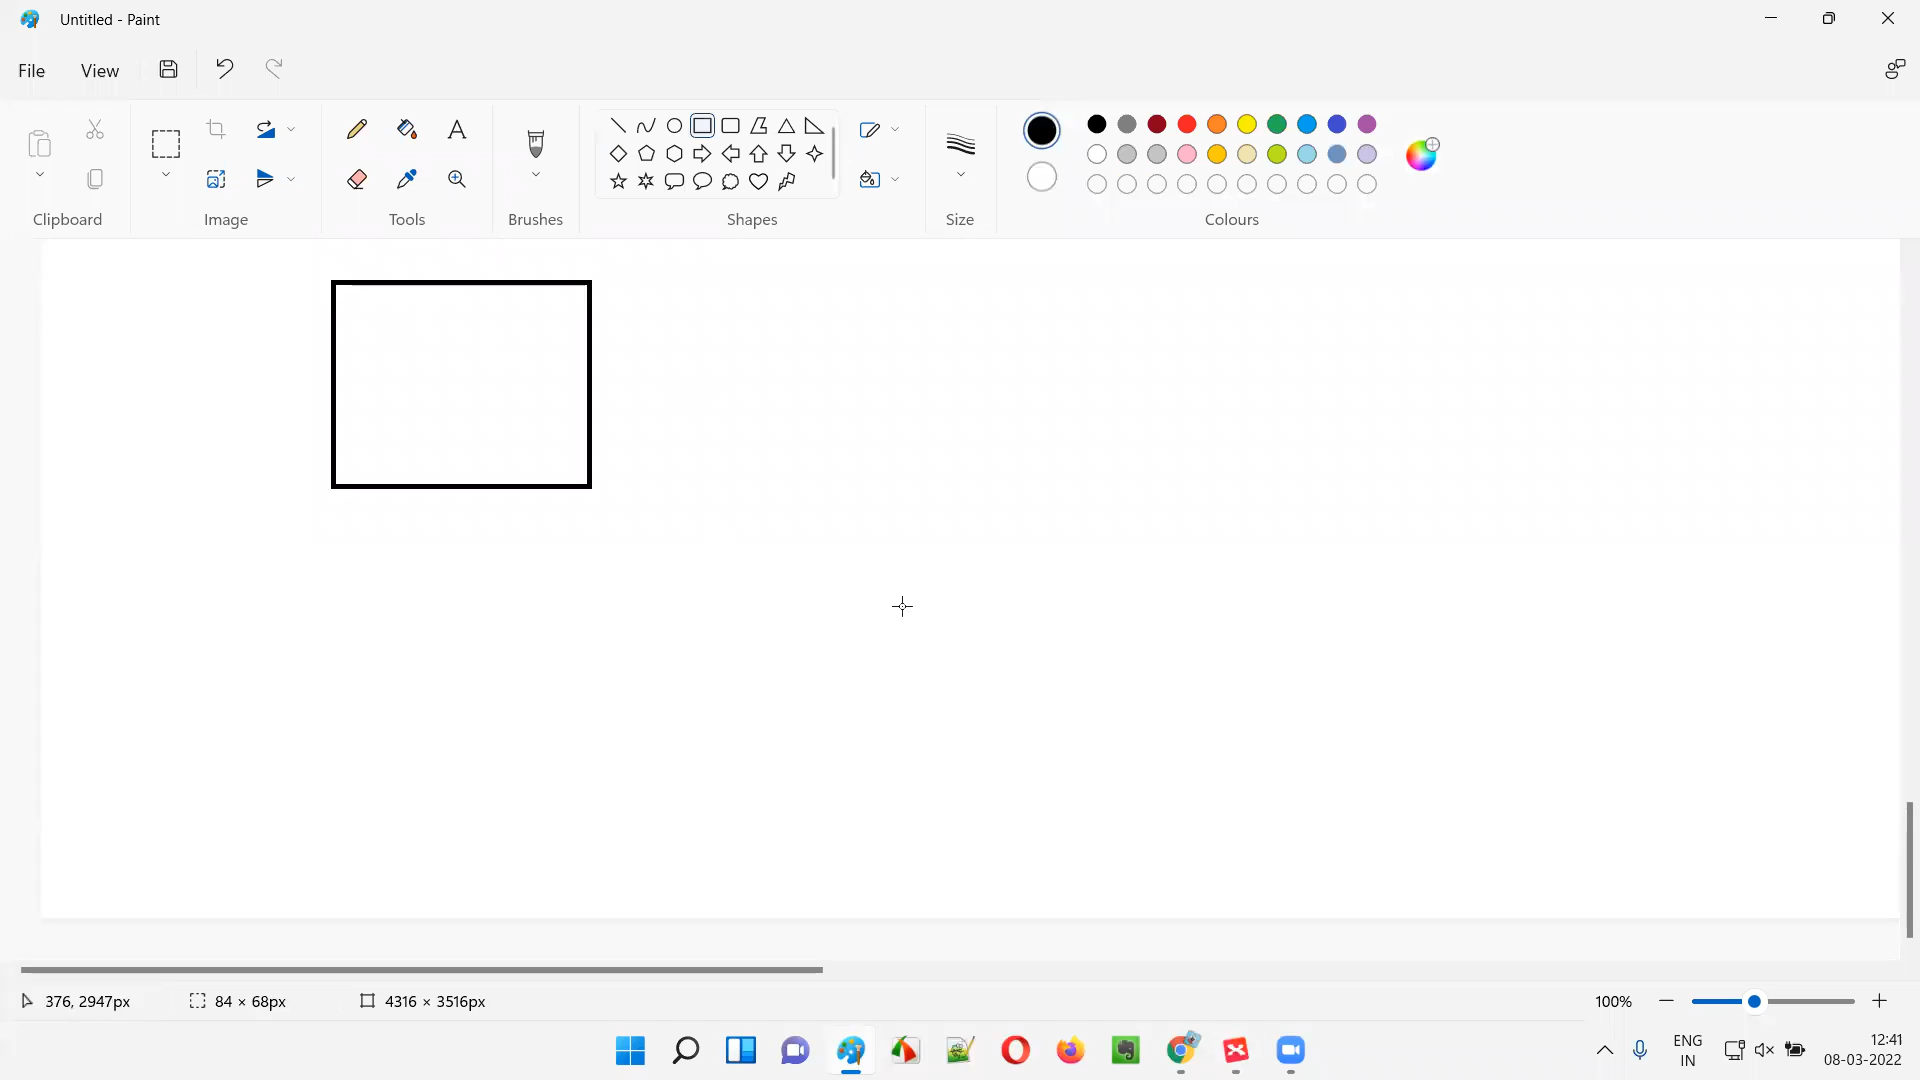 Untitled - Paint
File
View
Clipboard
Image
Tools
Brushes
Shapes
Size
Colours
376, 2947px
84 × 68px
4316 × 3516px
100%
ENG
IN
12:41
08-03-2022